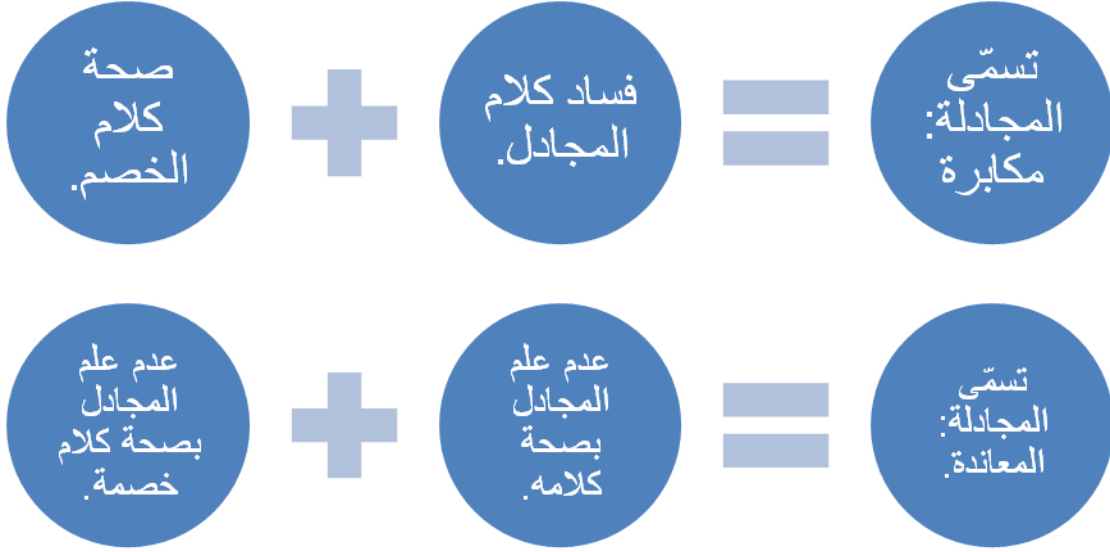 صحة
كلام
الخصم.
فساد كلام
المجادل.
تسمّى
المجادلة:
مكابرة
عدم علم
المجادل
بصحة كلام
خصمة.
عدم علم
المجادل
بصحة
كلامه.
تسمّى
المجادلة:
المعاندة.